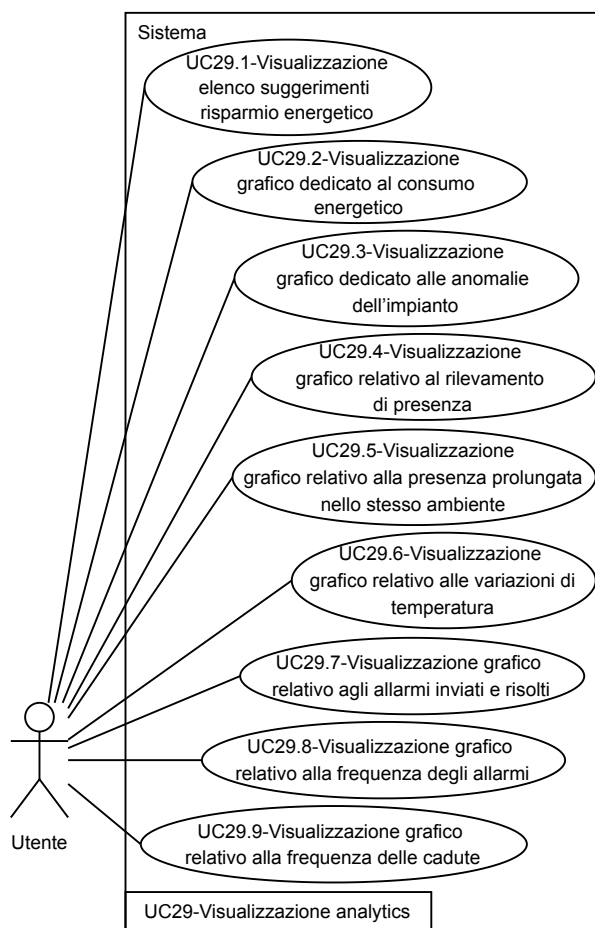 Sistema
UC29.1-Visualizzazione
elenco suggerimenti
risparmio energetico
UC29.2-Visualizzazione
grafico dedicato al consumo
energetico
UC29.3-Visualizzazione
grafico dedicato alle anomalie
dell'impianto
UC29.4-Visualizzazione
grafico relativo al rilevamento
di presenza
UC29.5-Visualizzazione
grafico relativo alla presenza prolungata
nello stesso ambiente
UC29.6-Visualizzazione
grafico relativo alle variazioni di
temperatura
UC29.7-Visualizzazione grafico
relativo agli allarmi inviati e risolti
UC29.8-Visualizzazione grafico
relativo alla frequenza degli allarmi
Utente
UC29.9-Visualizzazione grafico
relativo alla frequenza delle cadute
UC29-Visualizzazione analytics